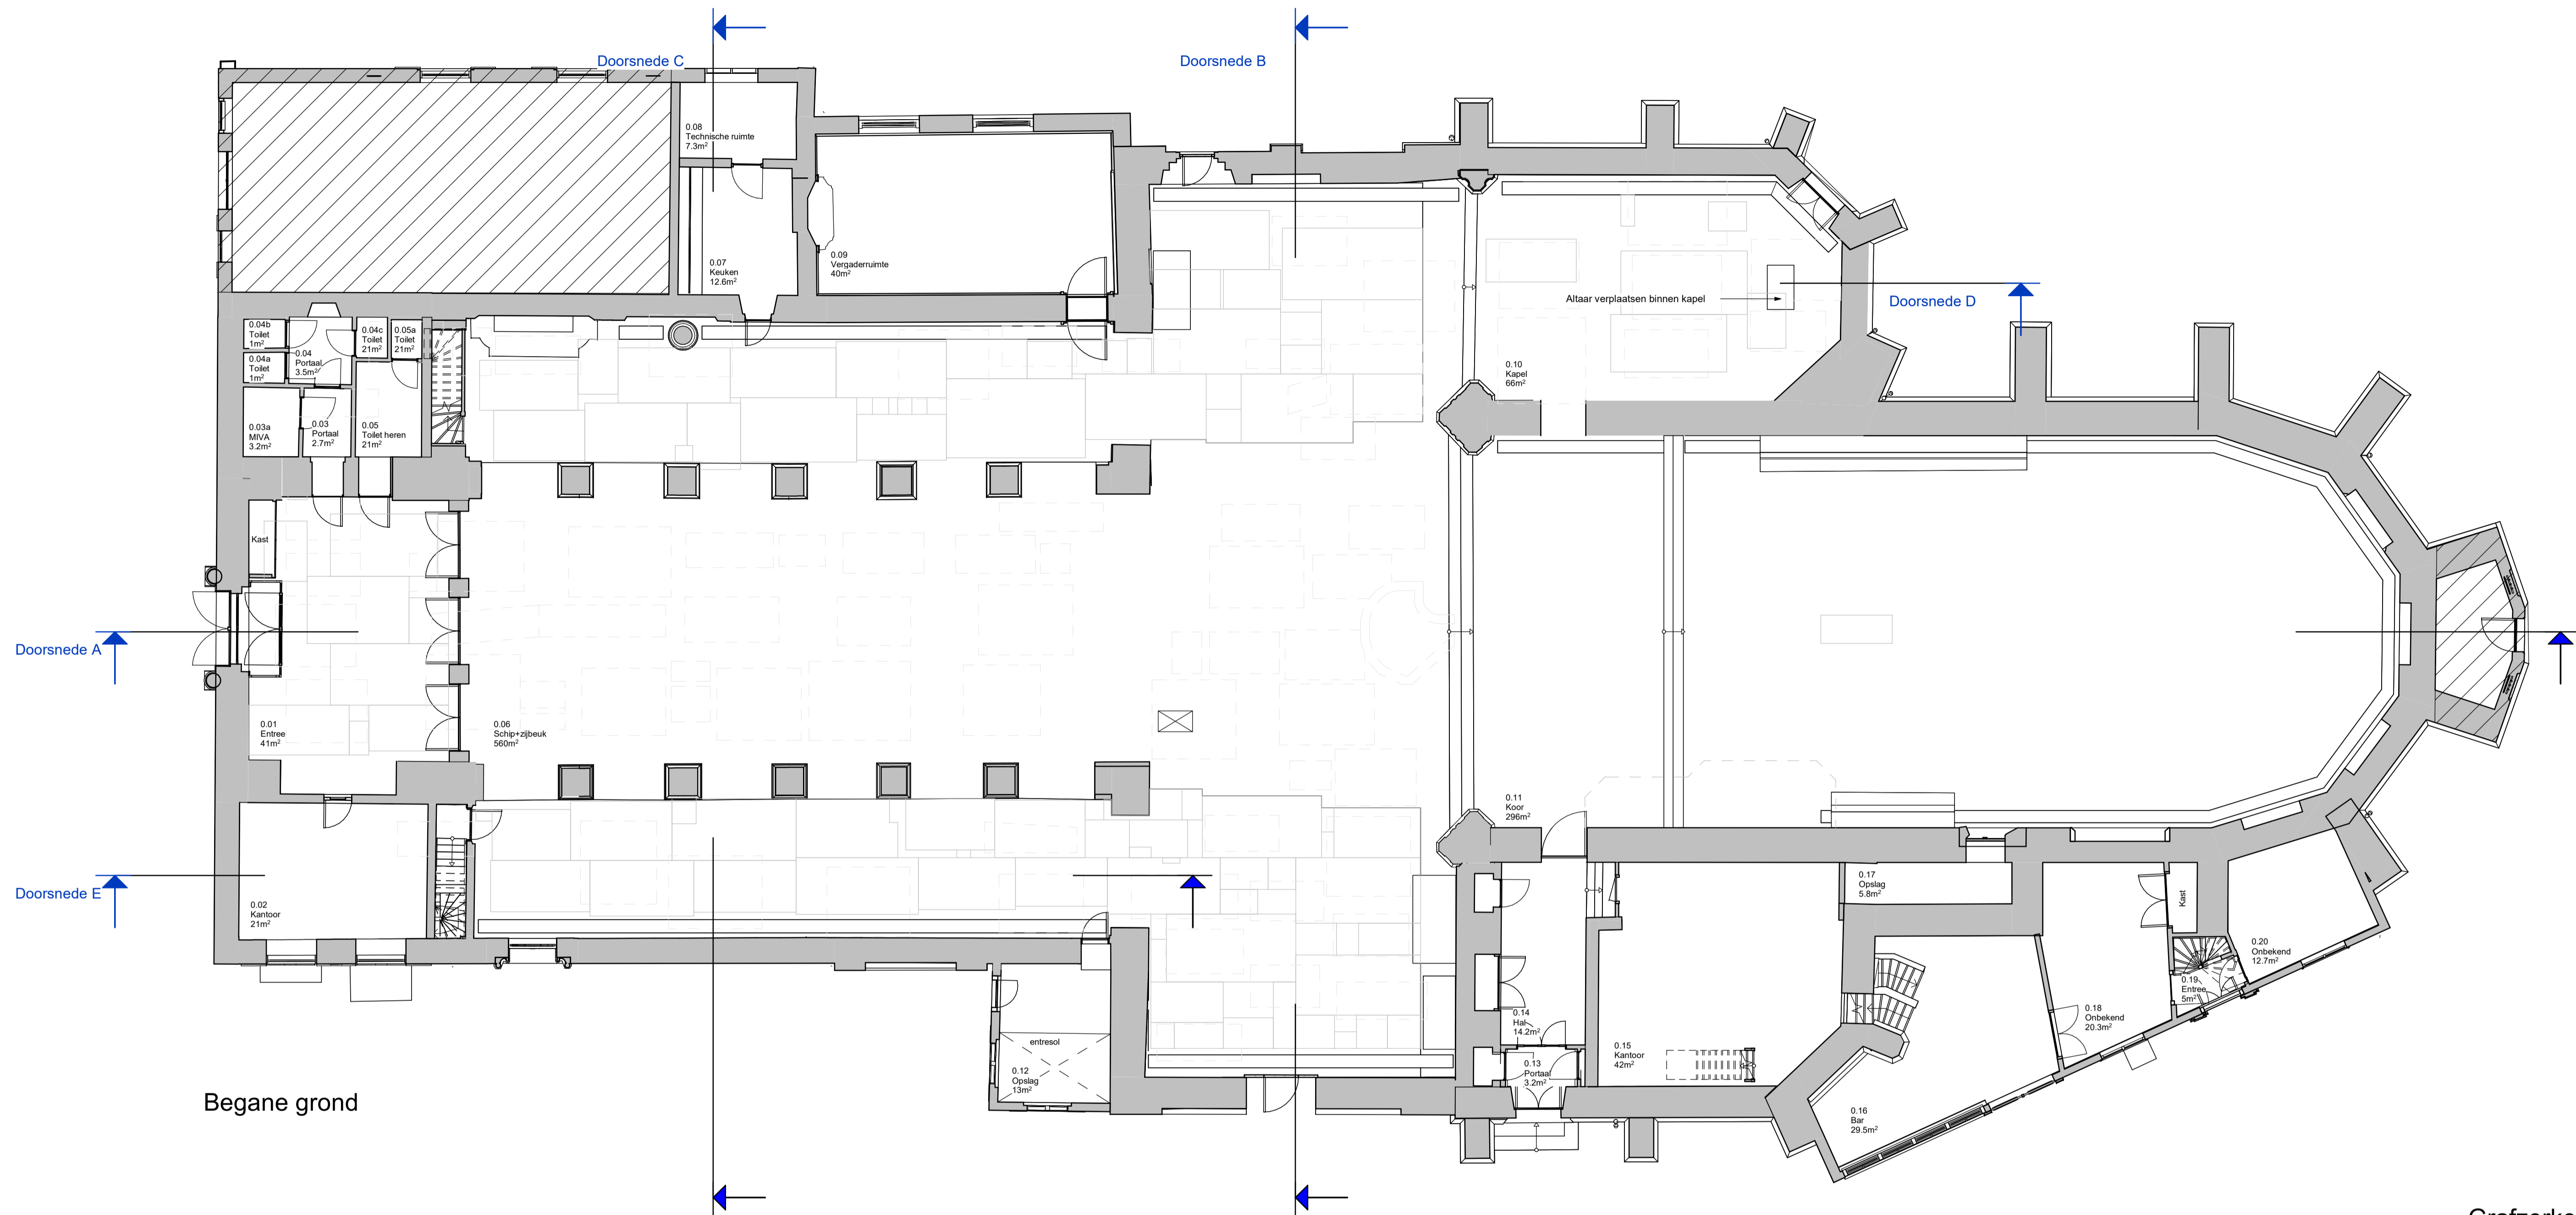 Doorsnede C
Doorsnede B
0.08
Technische ruimte
7.3m²
0.07
Keuken
12.6m²
0.09
Vergaderruimte
40m²
Altaar verplaatsen binnen kapel
Doorsnede D
0.04b
Toilet
1m²
0.04
Portaal
3.5m²
0.04c
Toilet
21m²
0.05a
Toilet
21m²
0.04a
Toilet
1m²
0.10
Kapel
66m²
0.03a
MIVA
3.2m²
0.03
Portaal
2.7m²
0.05
Toilet heren
21m²
Kast
Doorsnede A
0.01
Entree
41m²
0.06
Schip+zijbeuk
560m²
0.11
Koor
296m²
Doorsnede E
0.02
Kantoor
21m²
0.17
Opslag
5.8m²
Kast
0.20
Onbekend
12.7m²
0.19
Entree
5m²
0.18
Onbekend
20.3m²
0.14
Hal
14.2m²
entresol
0.12
Opslag
13m²
0.13
Portaal
3.2m²
0.15
Kantoor
42m²
0.16
Bar
29.5m²
Begane grond